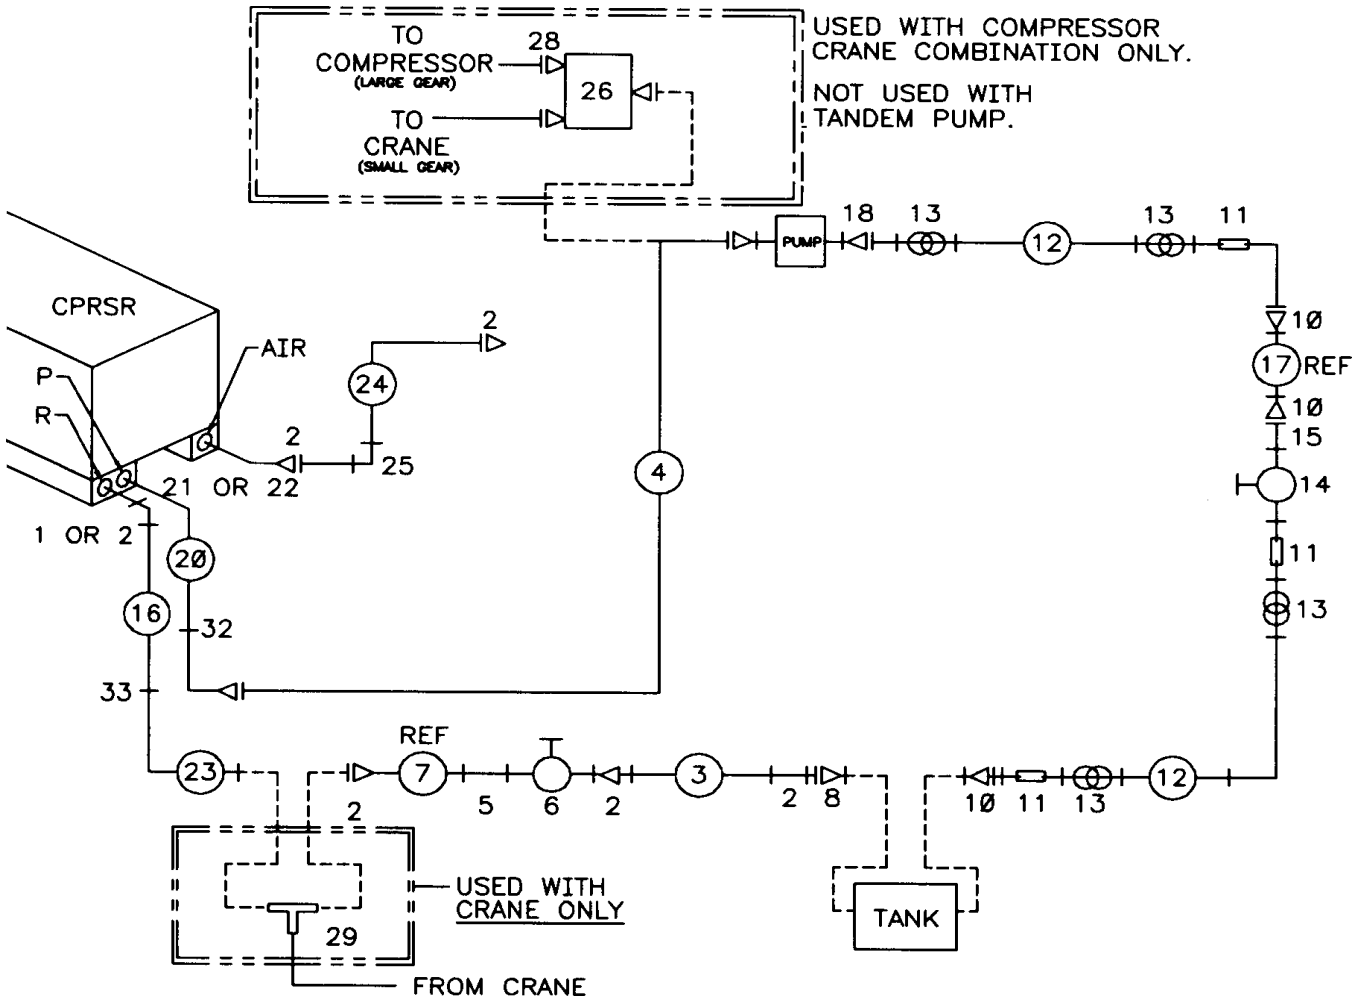 TO
COMPRESSOR
(LARGE GEAR)
28
26
TO
CRANE
(SMALL GEAR)
USED WITH COMPRESSOR
CRANE COMBINATION ONLY.
NOT USED WITH
TANDEM PUMP.
PUMP
18
13
12
13
11
10
17
REF
10
15
14
11
13
CPRSR
AIR
P
R
2
24
2
25
21 OR 22
1 OR 2
4
20
16
32
33
23
REF
7
2
5
6
2
3
2
8
10
11
13
12
TANK
USED WITH
CRANE ONLY
29
FROM CRANE